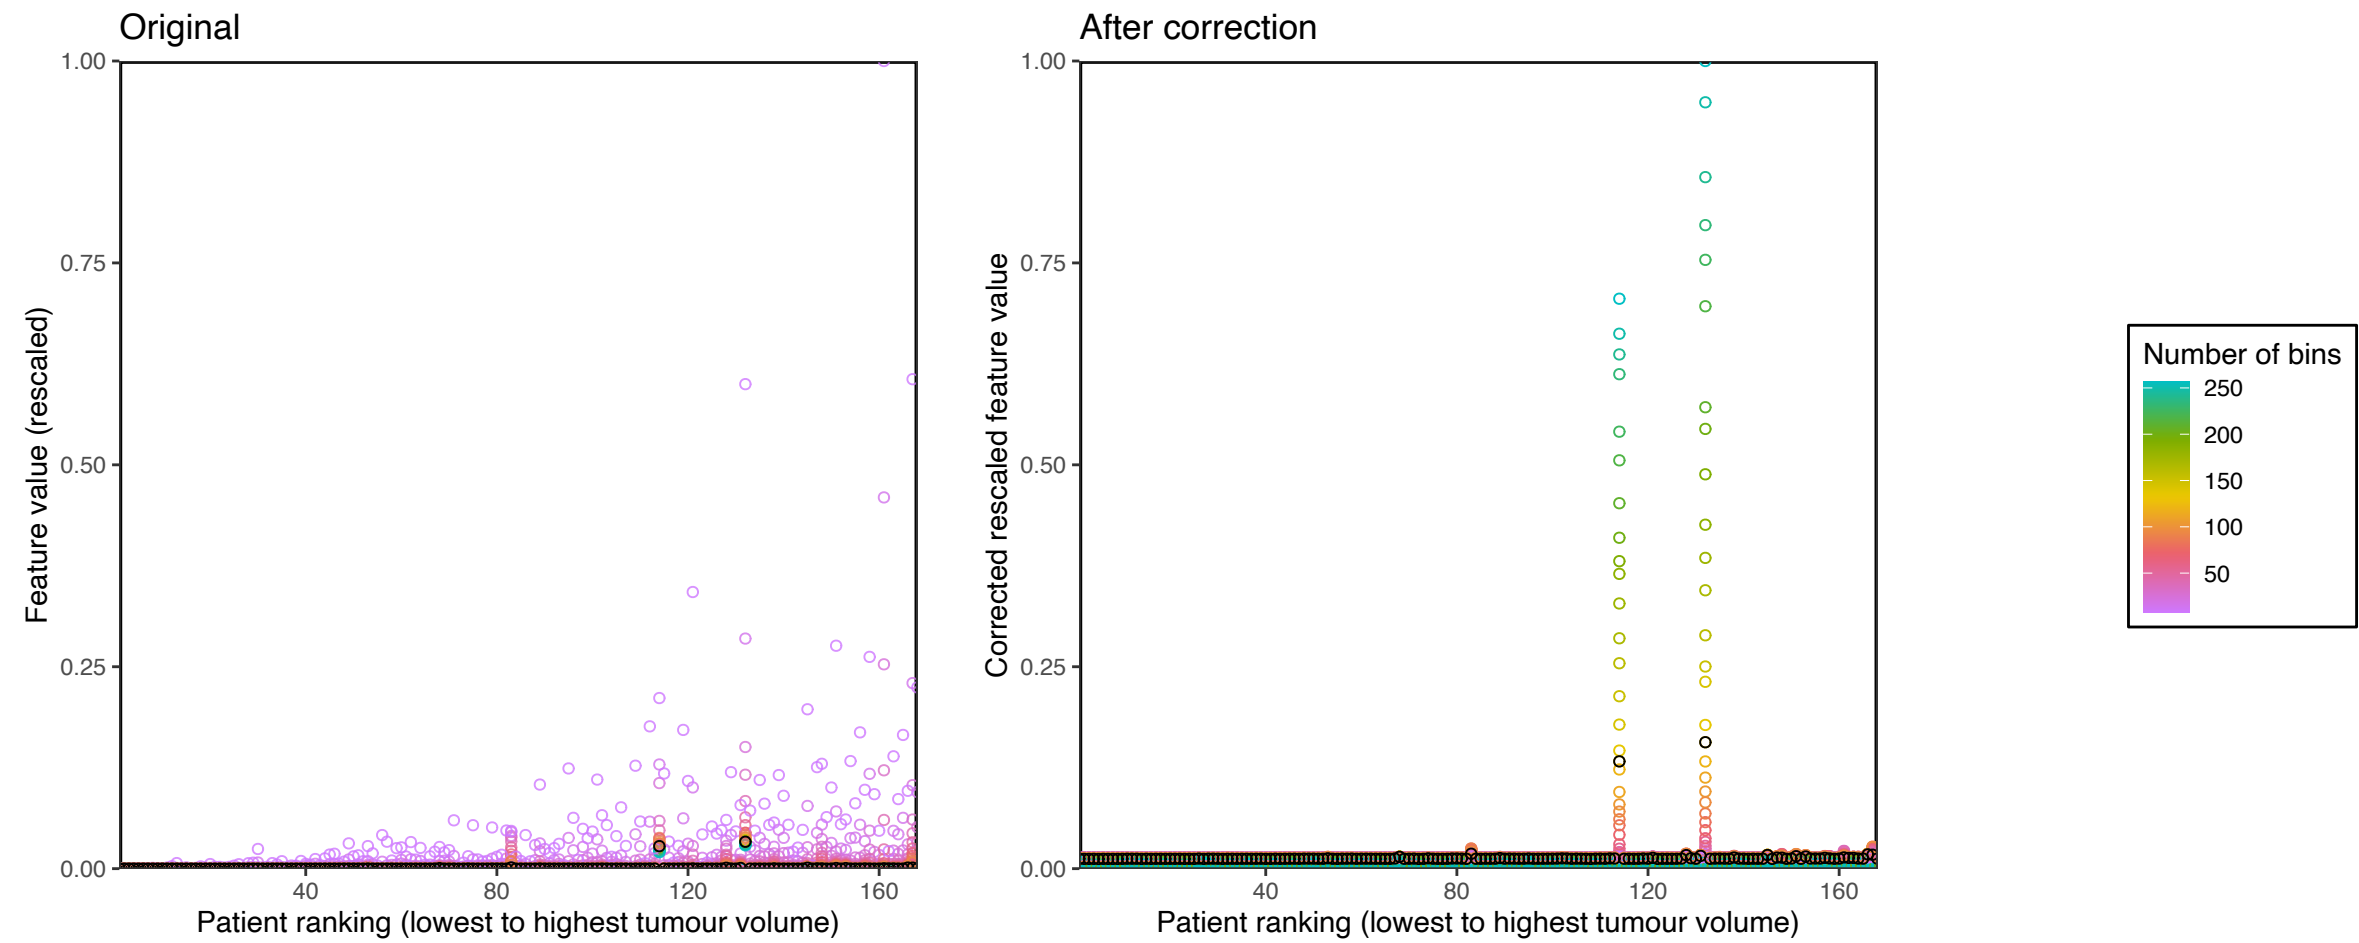 Original
1.00
0.75
0.50
0.25
0.00
40 80 120 160
Feature value (rescaled)
Patient ranking (lowest to highest tumour volume)
After correction
1.00
0.75
0.50
0.25
0.00
40 80 120 160
Corrected rescaled feature value
Patient ranking (lowest to highest tumour volume)
Number of bins
250
200
150
100
50